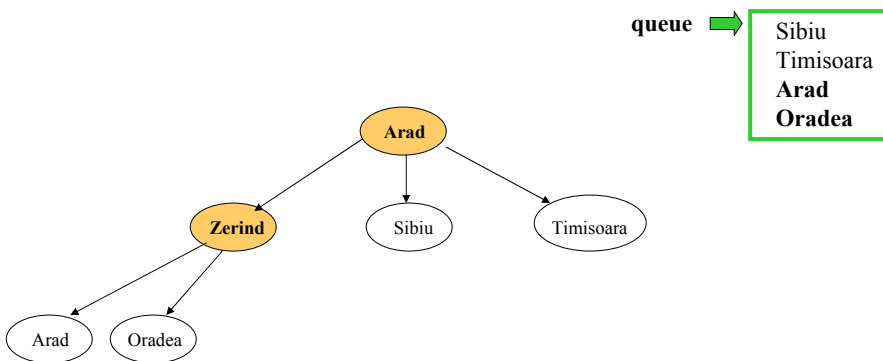 queue
Sibiu
Timisoara
Arad
Oradea
Arad
Zerind
Sibiu
Timisoara
Arad
Oradea